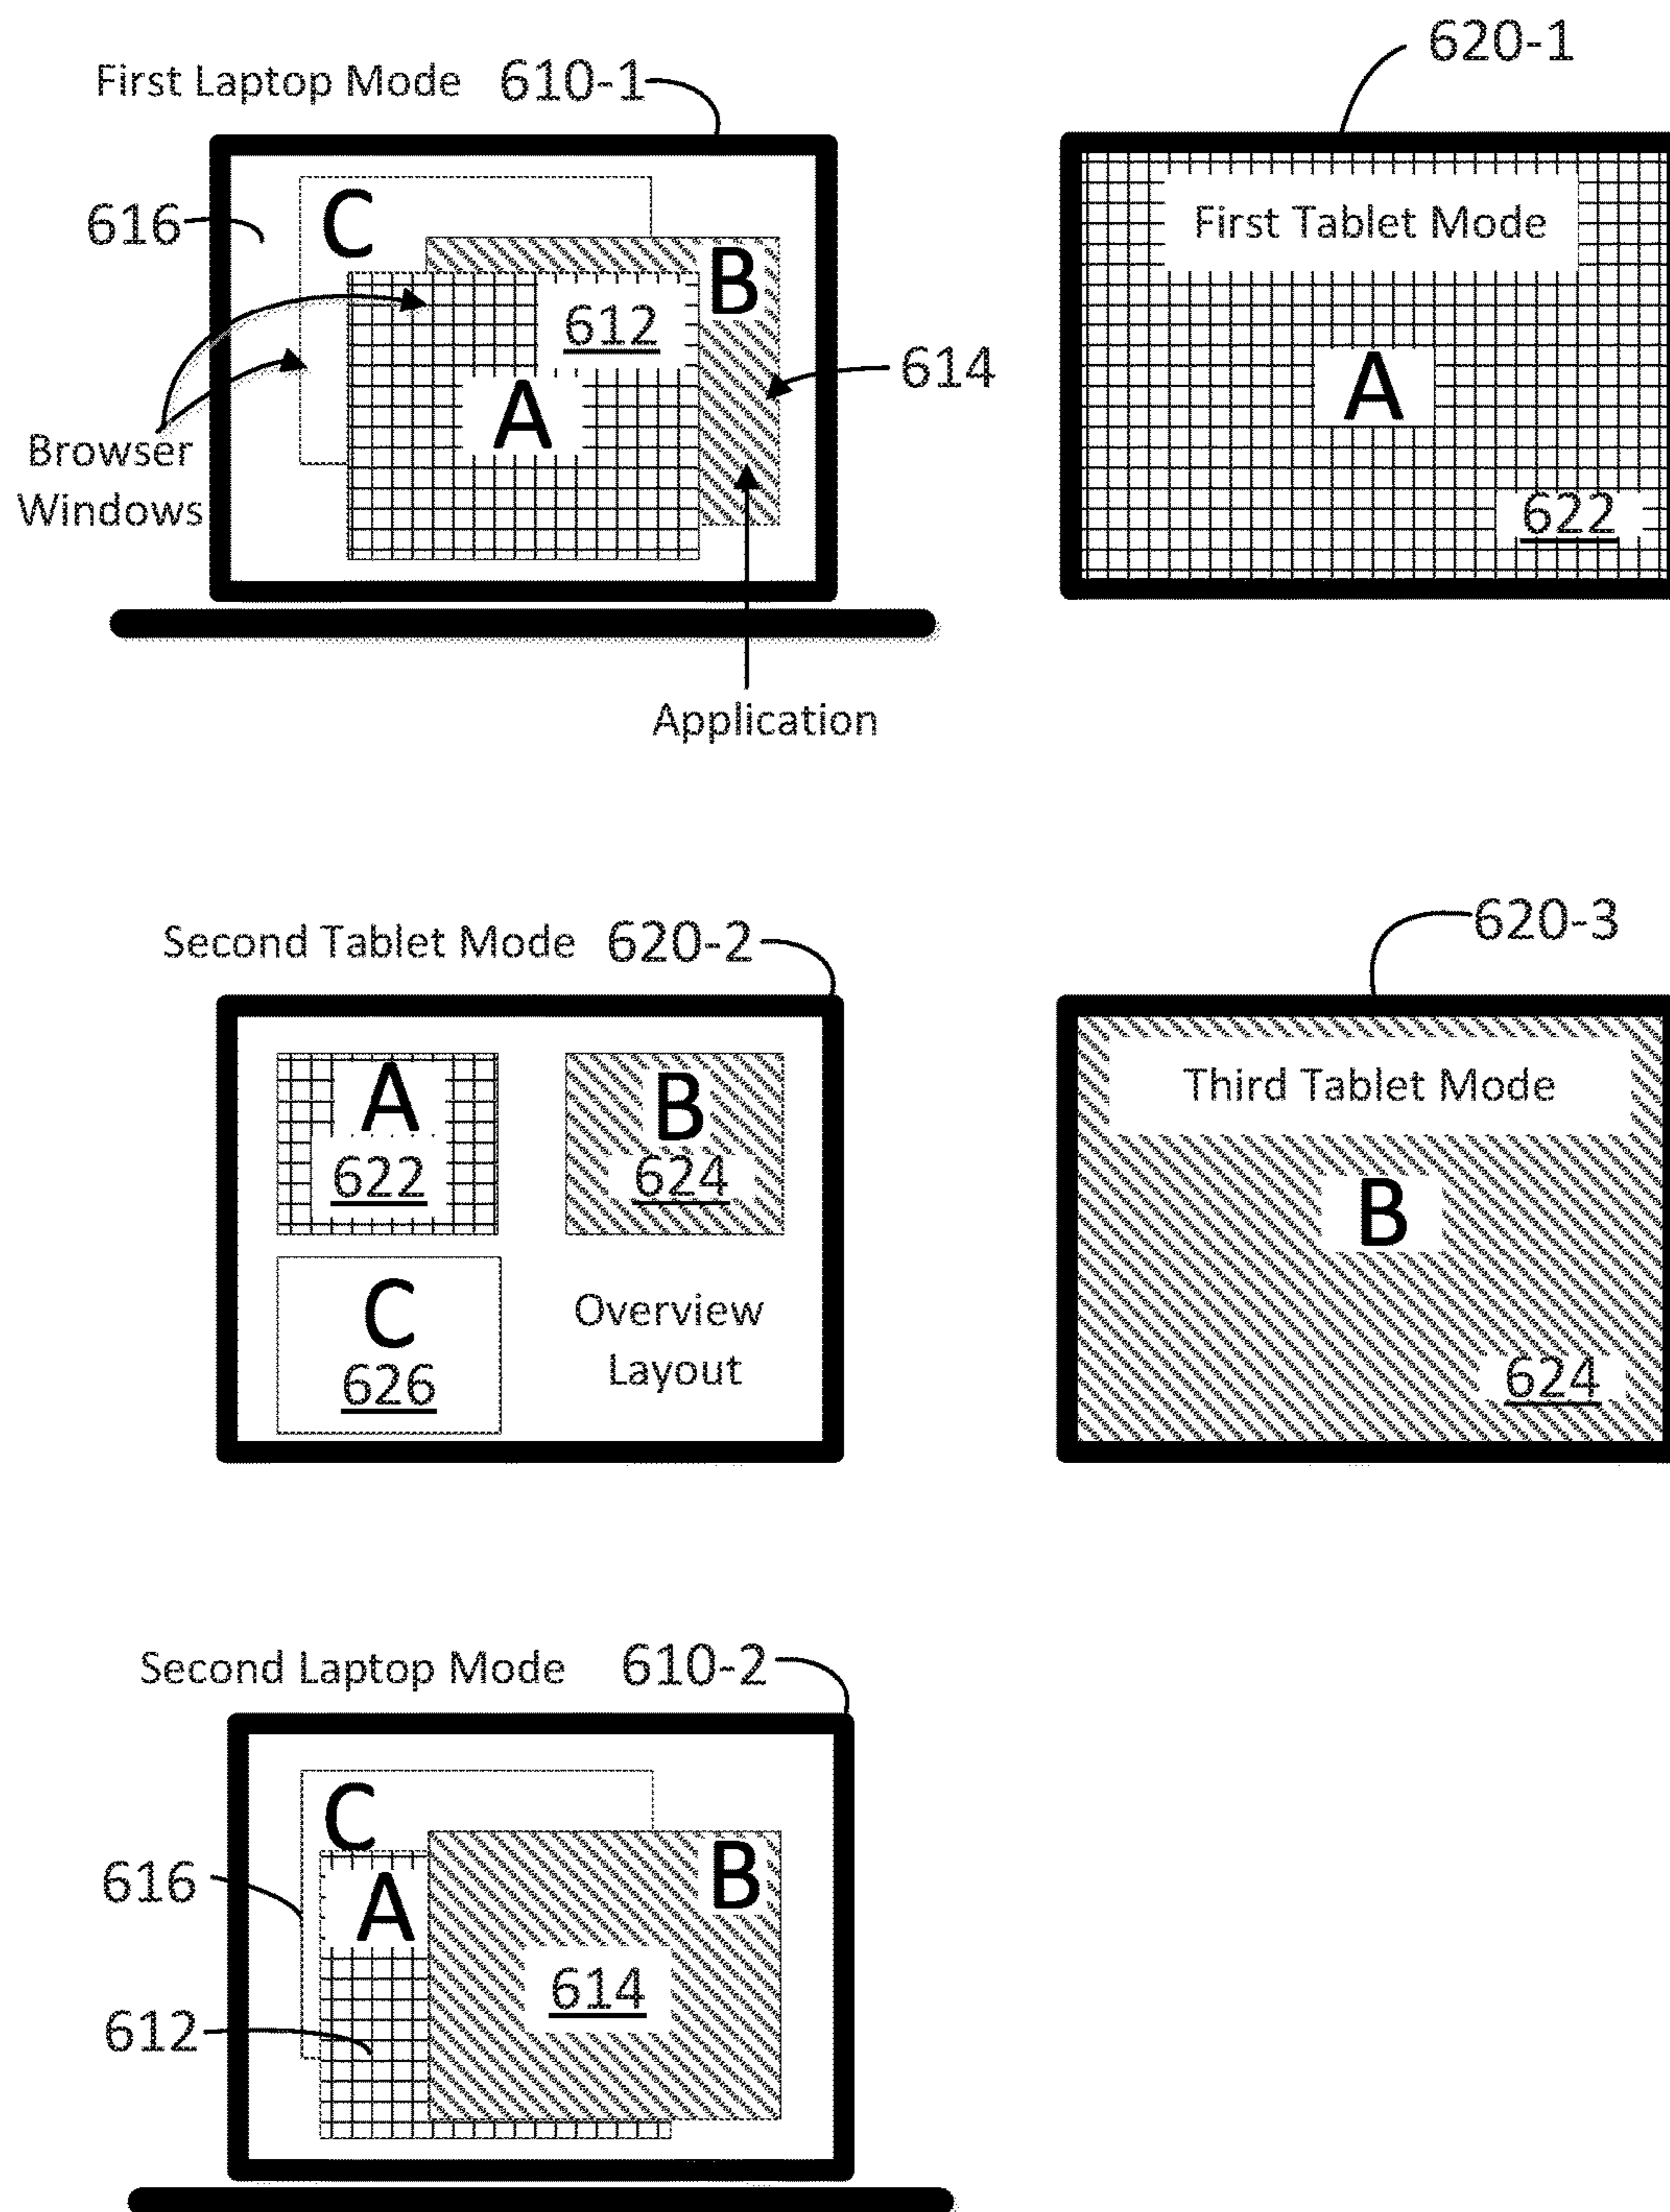 620-1
First Laptop Mode 610-1
616
C
B
First Tablet Mode
612
614
A
A
Browser
Windows
622
Application
Second Tablet Mode 620-2
620-3
A
622
B
624
Third Tablet Mode
B
C
626
Overview
Layout
624
Second Laptop Mode 610-2
C
B
616
A
614
612